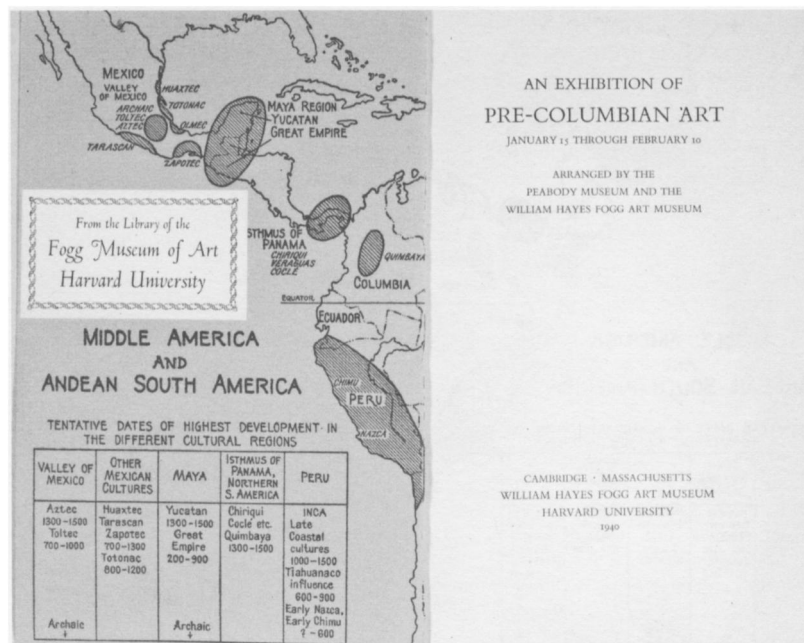 MEXICO
VALLEY
OF MEXICO
ARCHAIC
TOLTEC
AZTEC
HUAXTEC
TOTONAC
OLMEC
TARASCAN
ZAPOTEC
MAYA REGION
YUCATAN
GREAT EMPIRE
From the Library of the
Fogg Museum of Art
Harvard University
ISTHMUS OF
PANAMA
CHIRIQUI
VERAGUAS
COCLÉ
QUIMBAYA
COLUMBIA
EQUATOR
ECUADOR
CHIMU
PERU
NAZCA
MIDDLE AMERICA
AND
ANDEAN SOUTH AMERICA
TENTATIVE DATES OF HIGHEST DEVELOPMENT IN
THE DIFFERENT CULTURAL REGIONS
VALLEY OF
MEXICO
Aztec
1300-1500
Toltec
700-1000
Archaic
OTHER
MEXICAN
CULTURES
Huaxtec
Tarascan
Zapotec
700-1300
Totonac
800-1200
MAYA
Yucatan
1300-1500
Great
Empire
200-900
Archaic
ISTHMUS OF
PANAMA,
NORTHERN
S. AMERICA
Chiriqui
Coclé etc.
Quimbaya
1300-1500
PERU
INCA
Late
Coastal
cultures
1000-1500
Tiahuanaco
influence
600-900
Early Nazca,
Early Chimu
?-600
AN EXHIBITION OF
PRE-COLUMBIAN ART
JANUARY 15 THROUGH FEBRUARY 10
ARRANGED BY THE
PEABODY MUSEUM AND THE
WILLIAM HAYES FOGG ART MUSEUM
CAMBRIDGE · MASSACHUSETTS
WILLIAM HAYES FOGG ART MUSEUM
HARVARD UNIVERSITY
1940